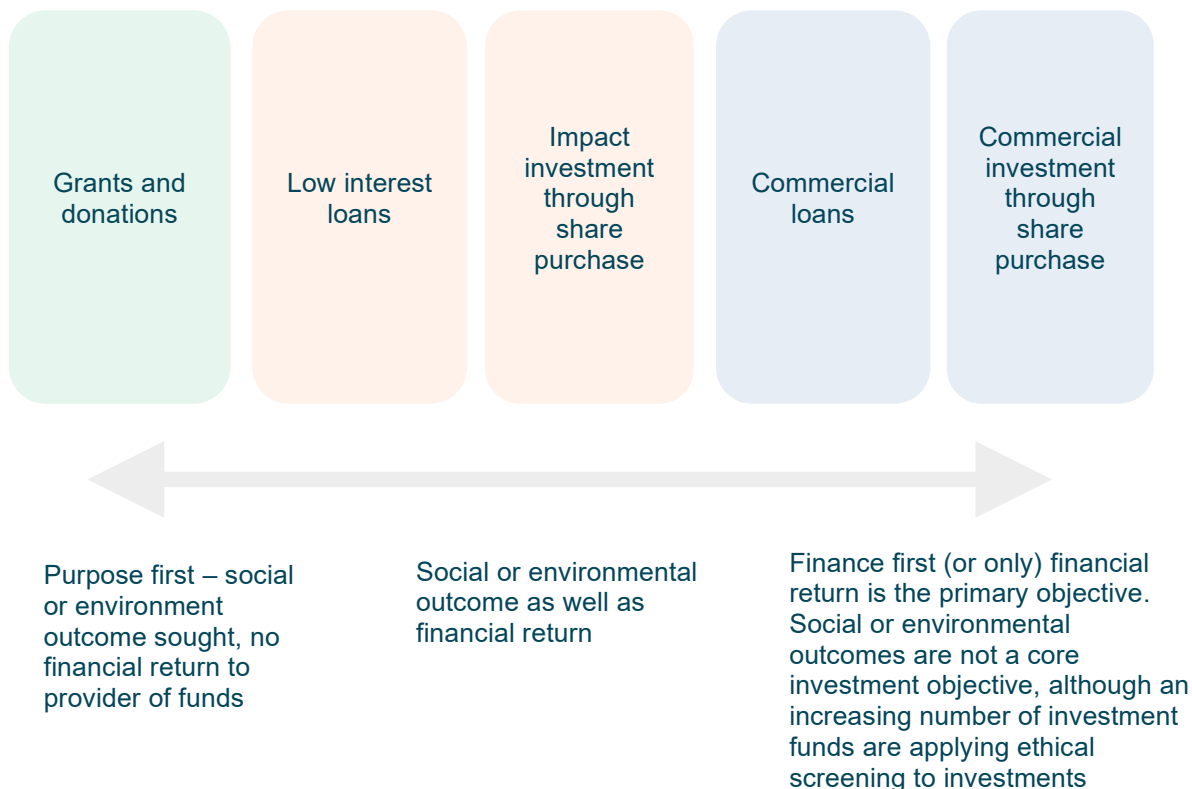 Grants and
donations
Low interest
loans
Impact
investment
through
share
purchase
Commercial
loans
Commercial
investment
through
share
purchase
Purpose first – social
or environment
outcome sought, no
financial return to
provider of funds
Social or environmental
outcome as well as
financial return
Finance first (or only) financial
return is the primary objective.
Social or environmental
outcomes are not a core
investment objective, although an
increasing number of investment
funds are applying ethical
screening to investments